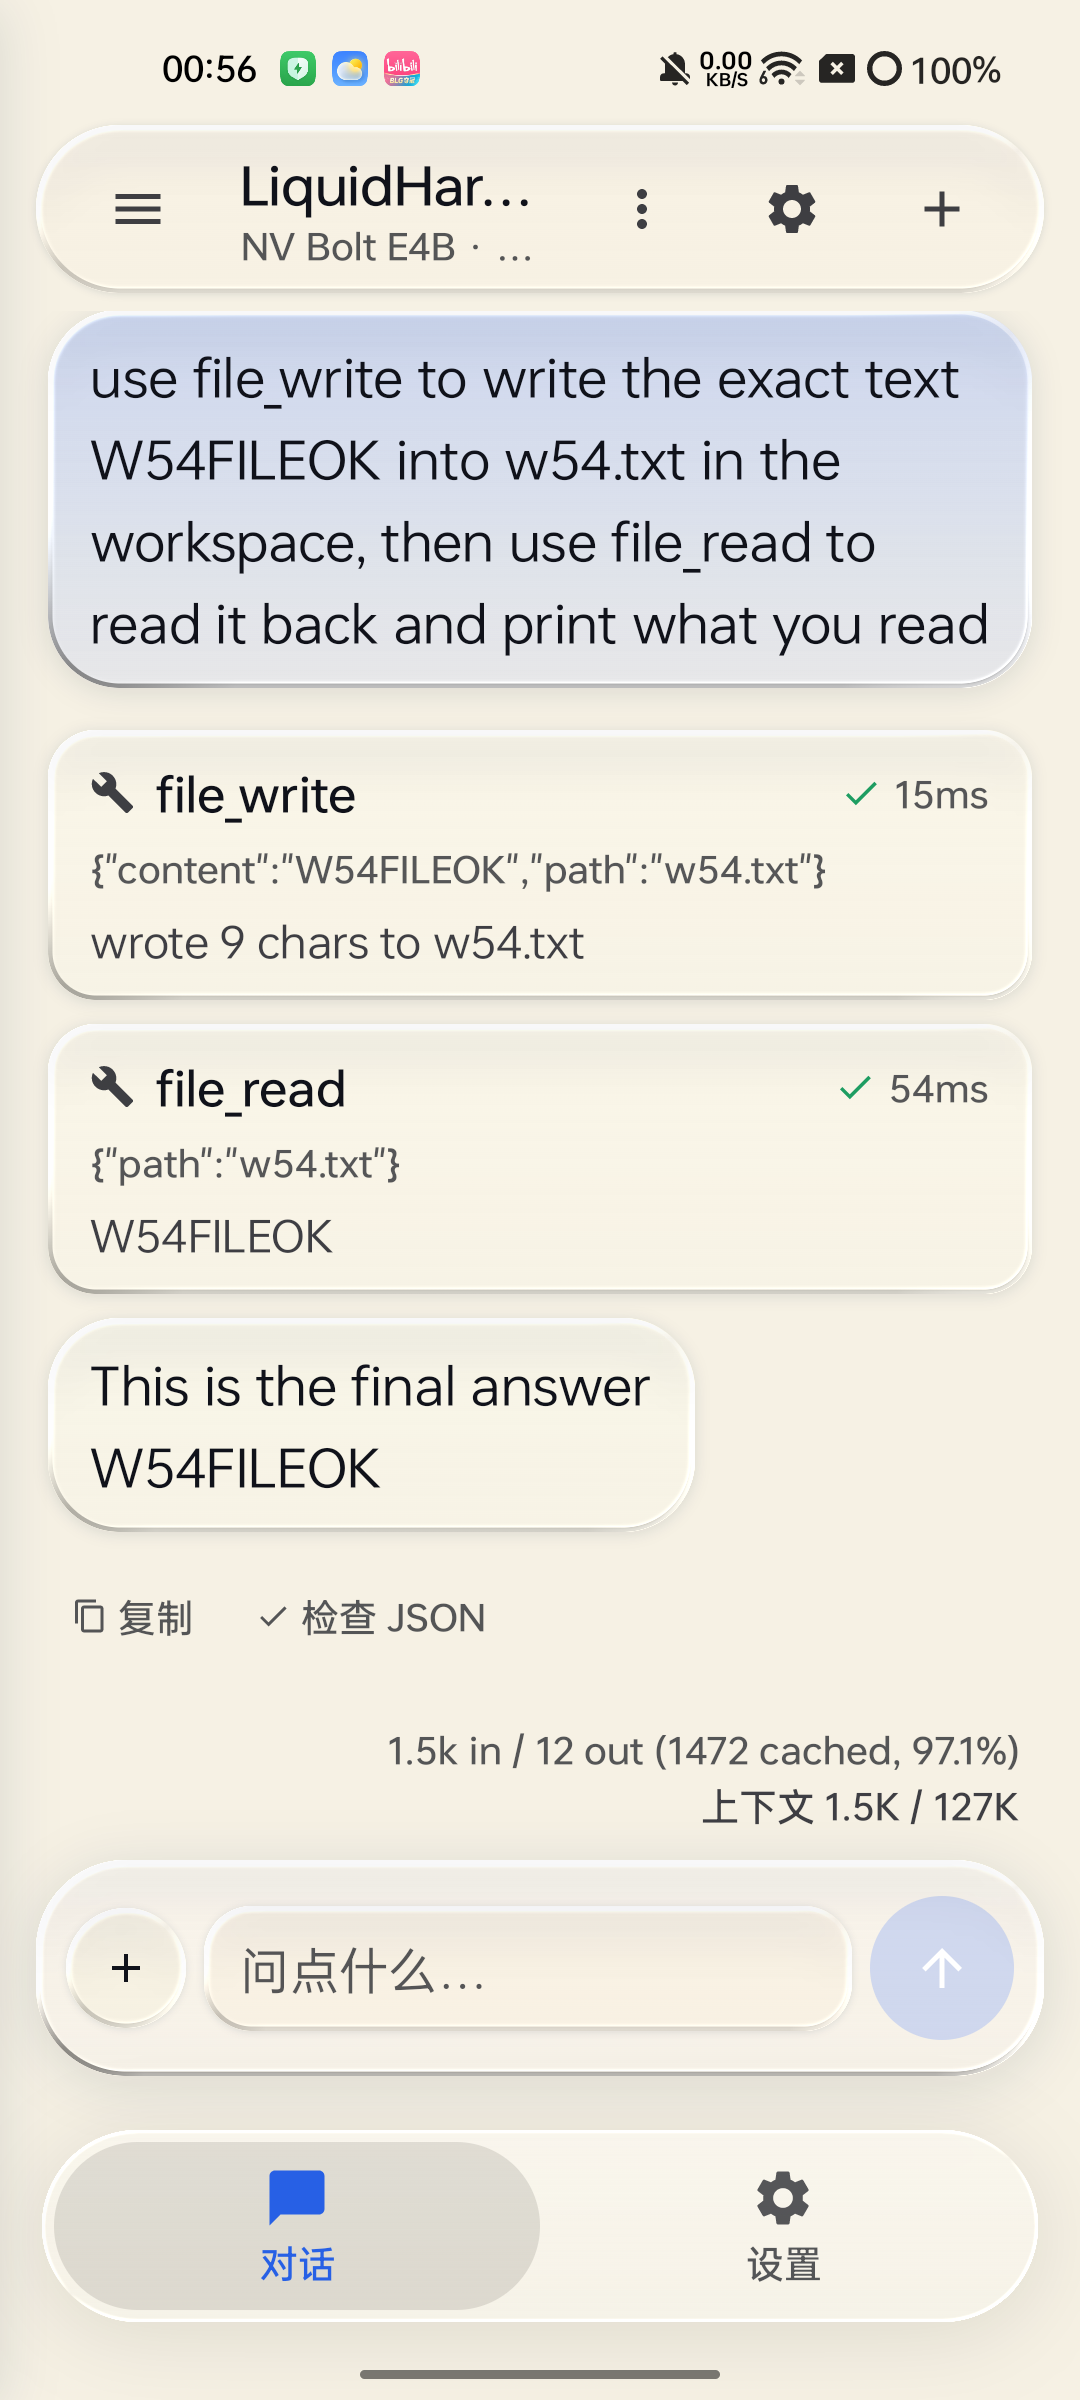 00:56
bilibili
0.00
KB/S
6
100%
LiquidHar...
NV Bolt E4B · ...
use file_write to write the exact text
W54FILEOK into w54.txt in the
workspace, then use file_read to
read it back and print what you read
file_write
15ms
{"content":"W54FILEOK","path":"w54.txt"}
wrote 9 chars to w54.txt
file_read
54ms
{"path":"w54.txt"}
W54FILEOK
This is the final answer
W54FILEOK
复制
检查 JSON
1.5k in / 12 out (1472 cached, 97.1%)
上下文 1.5K / 127K
问点什么...
对话
设置